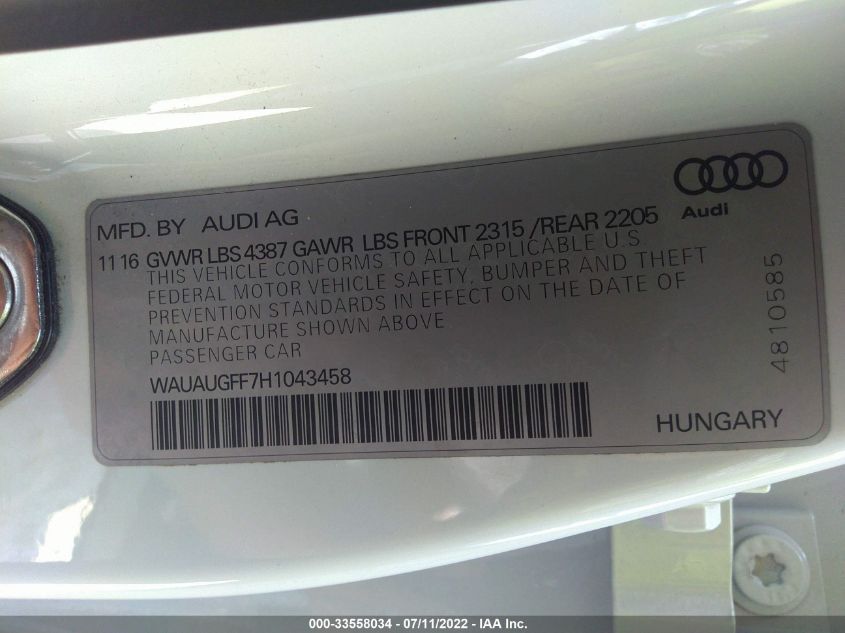 Audi
MFD. BY AUDI AG
11 16 GVWR LBS 4387 GAWR LBS FRONT 2315 /REAR 2205
THIS VEHICLE CONFORMS TO ALL APPLICABLE U.S.
FEDERAL MOTOR VEHICLE SAFETY, BUMPER AND THEFT
PREVENTION STANDARDS IN EFFECT ON THE DATE OF
MANUFACTURE SHOWN ABOVE
PASSENGER CAR
WAUAUGFF7H1043458
HUNGARY
4810585
000-33558034 - 07/11/2022 - IAA Inc.